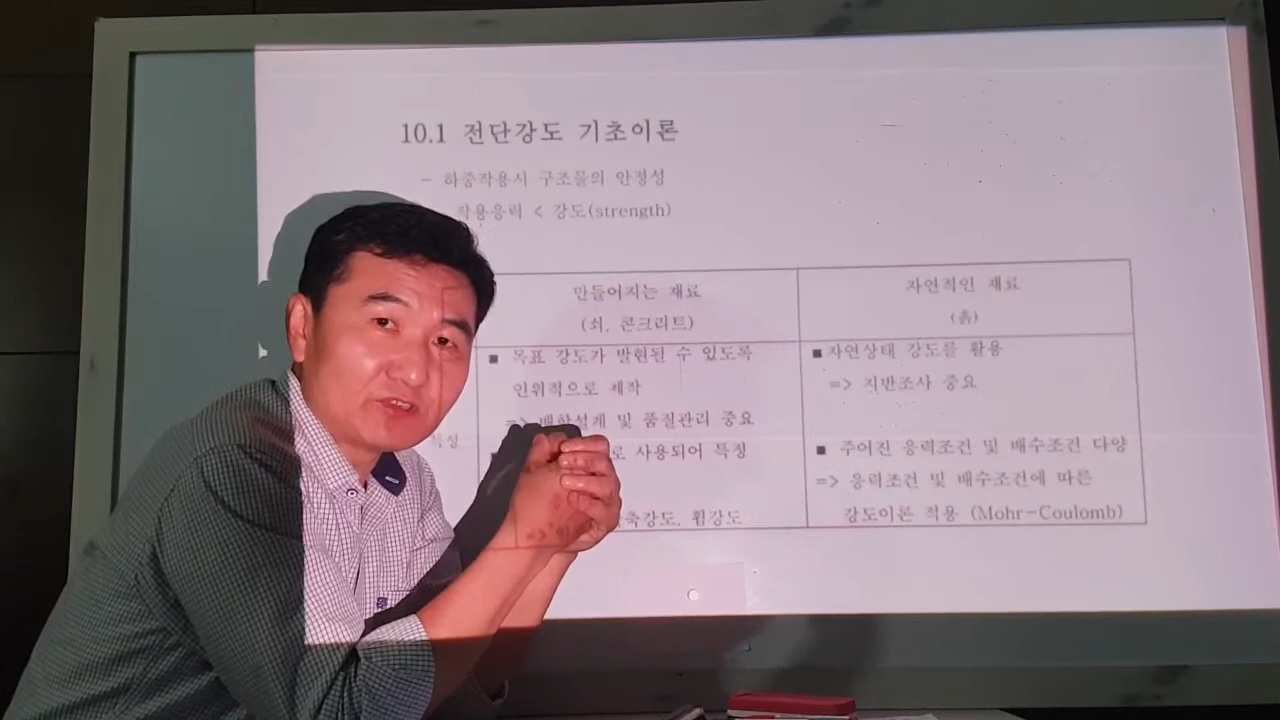 10.1 전단강도 기초이론
- 하중작용시 구조물의 안정성
작용응력 < 강도(strength)
만들어지는 재료
(쇠, 콘크리트)
자연적인 재료
(흙)
특성
■ 목표 강도가 발현될 수 있도록
인위적으로 제작
=> 배합설계 및 품질관리 중요
로 사용되어 특징
압축강도, 휨강도
■자연상태 강도를 활용
=> 지반조사 중요
■ 주어진 응력조건 및 배수조건 다양
=> 응력조건 및 배수조건에 따른
강도이론 적용 (Mohr-Coulomb)